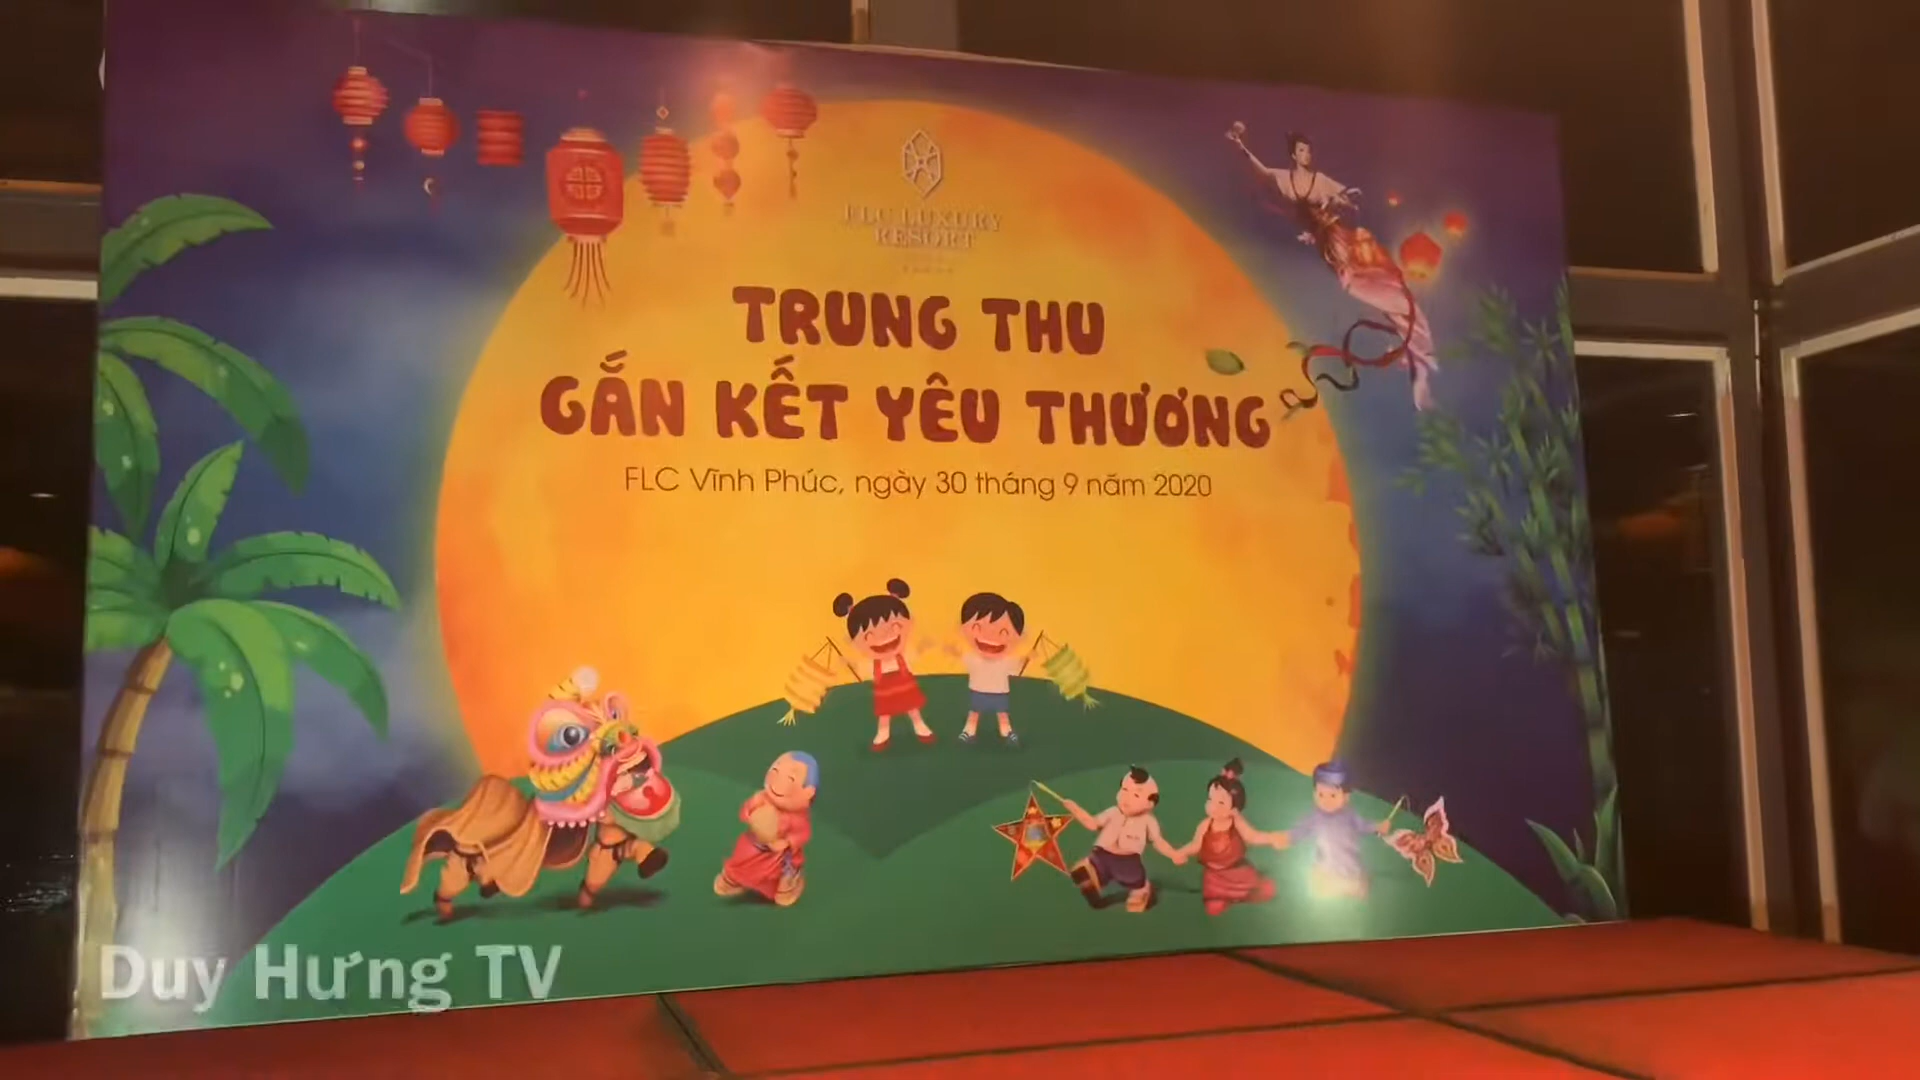 FLC LUXURY
RESORT
TRUNG THU
GẮN KẾT YÊU THƯƠNG
FLC Vĩnh Phúc, ngày 30 tháng 9 năm 2020
Duy Hưng TV